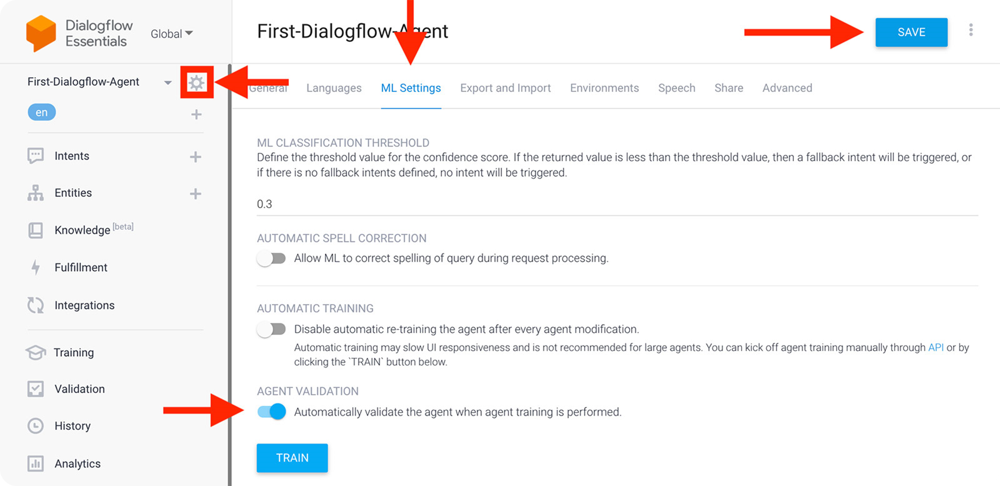 Dialogflow
Essentials
Global
First-Dialogflow-Agent
en
Intents
Entities
Knowledge [beta]
Fulfillment
Integrations
Training
Validation
History
Analytics
First-Dialogflow-Agent
SAVE
General
Languages
ML Settings
Export and Import
Environments
Speech
Share
Advanced
ML CLASSIFICATION THRESHOLD
Define the threshold value for the confidence score. If the returned value is less than the threshold value, then a fallback intent will be triggered, or
if there is no fallback intents defined, no intent will be triggered.
0.3
AUTOMATIC SPELL CORRECTION
Allow ML to correct spelling of query during request processing.
AUTOMATIC TRAINING
Disable automatic re-training the agent after every agent modification.
Automatic training may slow UI responsiveness and is not recommended for large agents. You can kick off agent training manually through API or by
clicking the `TRAIN` button below.
AGENT VALIDATION
Automatically validate the agent when agent training is performed.
TRAIN